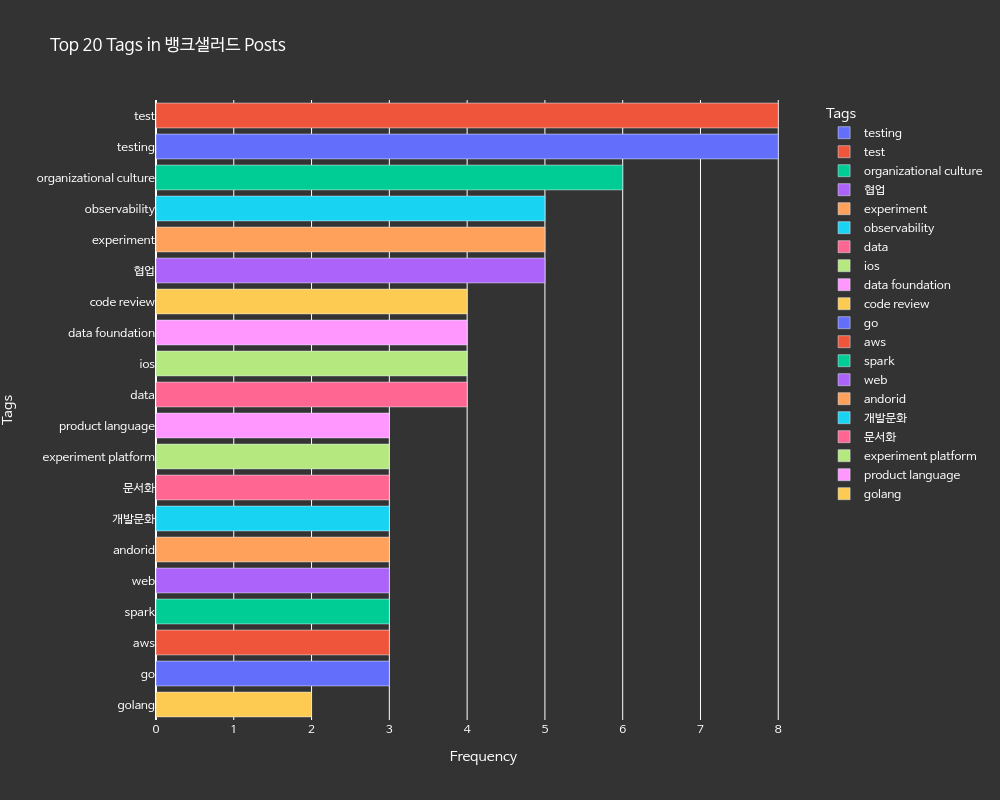 Top 20 Tags in 뱅크샐러드 Posts
Tags
test
testing
organizational culture
observability
experiment
협업
code review
data foundation
ios
data
product language
experiment platform
문서화
개발문화
andorid
web
spark
aws
go
golang
0 1 2 3 4 5 6 7 8
Frequency
Tags
testing
test
organizational culture
협업
experiment
observability
data
ios
data foundation
code review
go
aws
spark
web
andorid
개발문화
문서화
experiment platform
product language
golang